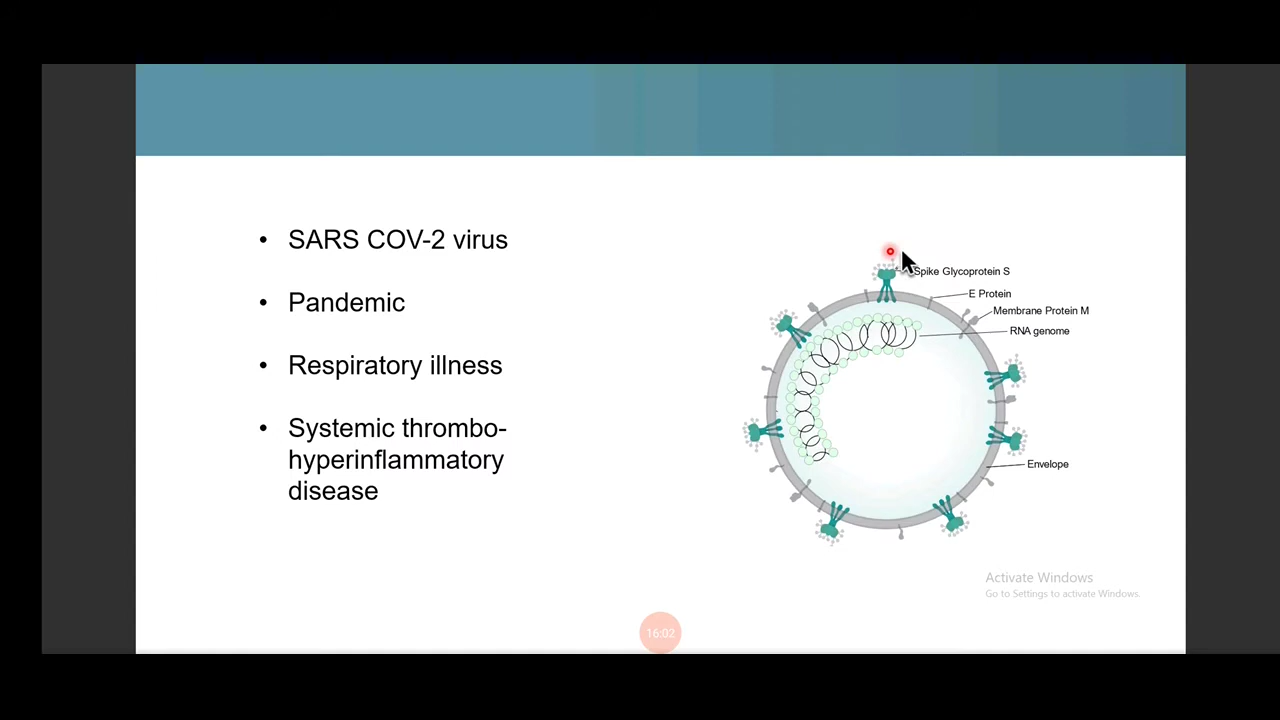 • SARS COV-2 virus
• Pandemic
• Respiratory illness
• Systemic thrombo-
hyperinflammatory
disease
Spike Glycoprotein S
E Protein
Membrane Protein M
RNA genome
Envelope
Activate Windows
Go to Settings to activate Windows.
16:02